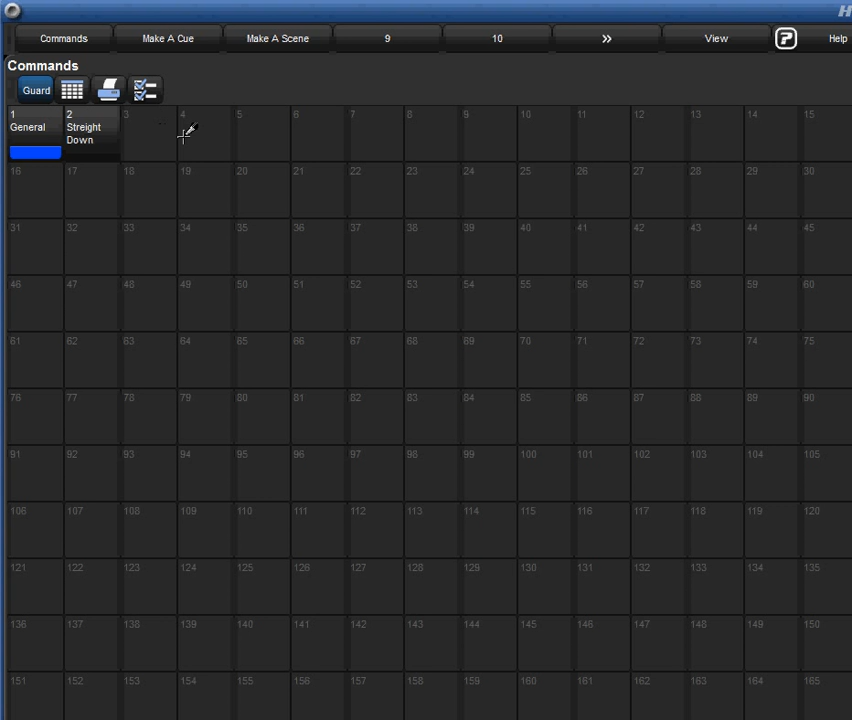 H
Commands Make A Cue Make A Scene 9 10 » View P Help
Commands
Guard
1 2 3 4 5 6 7 8 9 10 11 12 13 14 15
General Streight
Down
16 17 18 19 20 21 22 23 24 25 26 27 28 29 30
31 32 33 34 35 36 37 38 39 40 41 42 43 44 45
46 47 48 49 50 51 52 53 54 55 56 57 58 59 60
61 62 63 64 65 66 67 68 69 70 71 72 73 74 75
76 77 78 79 80 81 82 83 84 85 86 87 88 89 90
91 92 93 94 95 96 97 98 99 100 101 102 103 104 105
106 107 108 109 110 111 112 113 114 115 116 117 118 119 120
121 122 123 124 125 126 127 128 129 130 131 132 133 134 135
136 137 138 139 140 141 142 143 144 145 146 147 148 149 150
151 152 153 154 155 156 157 158 159 160 161 162 163 164 165